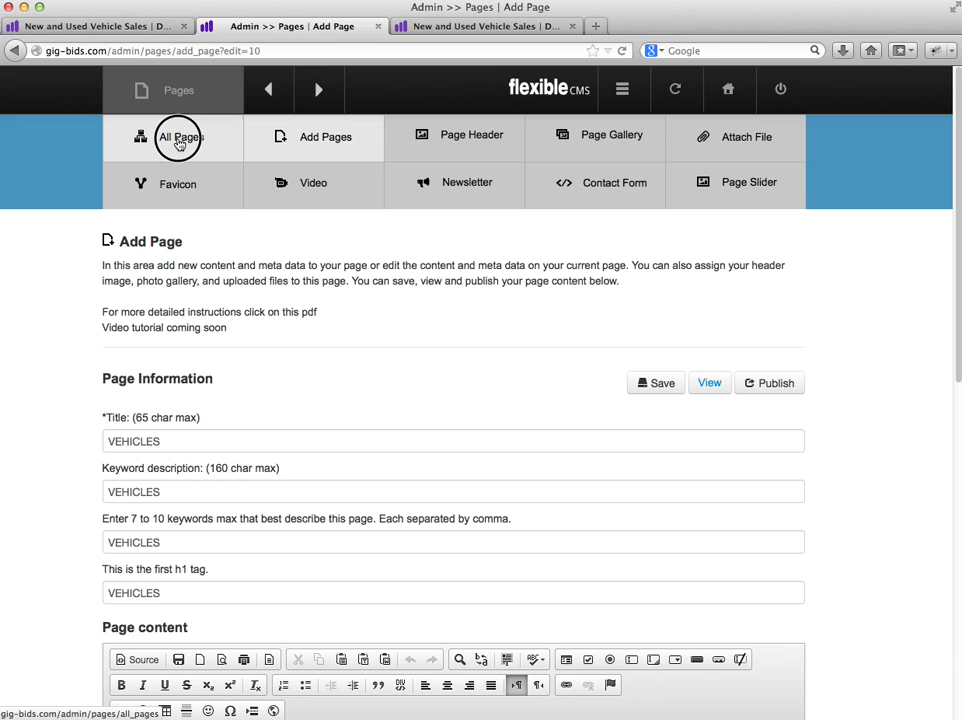 Admin >> Pages | Add Page
New and Used Vehicle Sales | D...
Admin >> Pages | Add Page
New and Used Vehicle Sales | D...
gig-bids.com/admin/pages/add_page?edit=10
Google
Pages
flexible CMS
All Pages
Add Pages
Page Header
Page Gallery
Attach File
Favicon
Video
Newsletter
Contact Form
Page Slider
Add Page
In this area add new content and meta data to your page or edit the content and meta data on your current page. You can also assign your header
image, photo gallery, and uploaded files to this page. You can save, view and publish your page content below.
For more detailed instructions click on this pdf
Video tutorial coming soon
Page Information
Save
View
Publish
*Title: (65 char max)
VEHICLES
Keyword description: (160 char max)
VEHICLES
Enter 7 to 10 keywords max that best describe this page. Each separated by comma.
VEHICLES
This is the first h1 tag.
VEHICLES
Page content
Source
gig-bids.com/admin/pages/all_pages